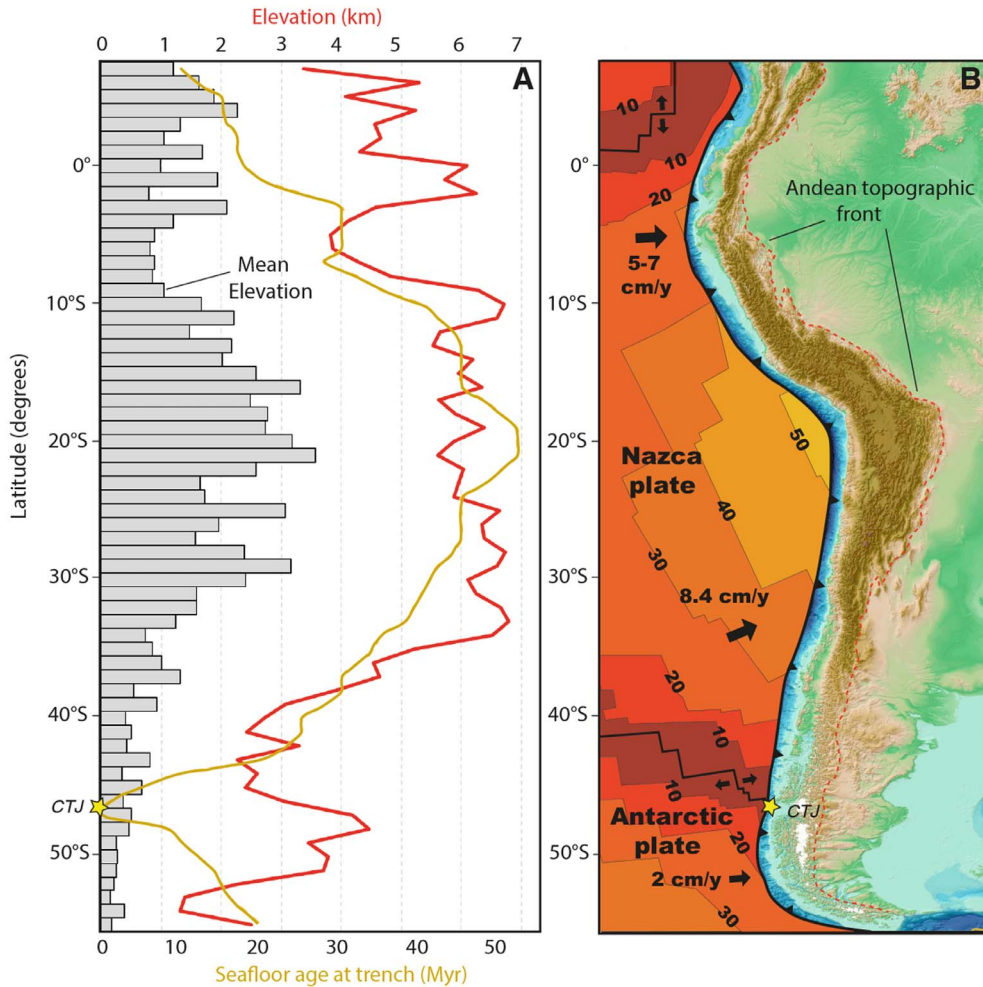 Elevation (km)
0 1 2 3 4 5 6 7
A
B
0°
10°S
20°S
30°S
40°S
50°S
Latitude (degrees)
Mean
Elevation
CTJ
0 10 20 30 40 50
Seafloor age at trench (Myr)
10
10
20
5-7
cm/y
Andean topographic
front
0°
10°S
20°S
30°S
40°S
50°S
50
Nazca
plate
40
30
8.4 cm/y
20
10
10
CTJ
Antarctic
plate
20
2 cm/y
30